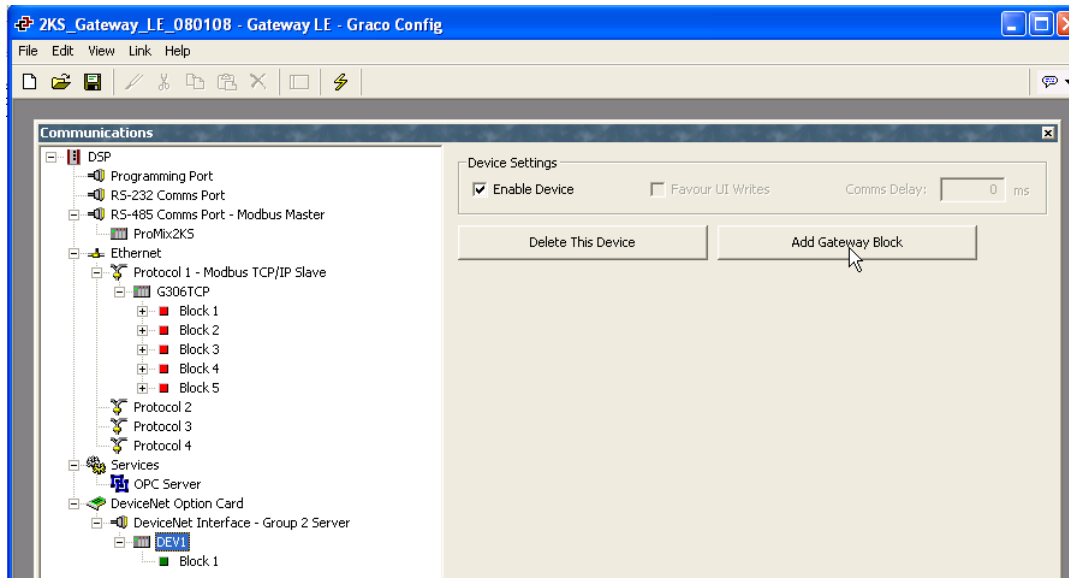 2KS_Gateway_LE_080108 - Gateway LE - Graco Config
File Edit View Link Help
Communications
DSP
Programming Port
RS-232 Comms Port
RS-485 Comms Port - Modbus Master
ProMix2KS
Ethernet
Protocol 1 - Modbus TCP/IP Slave
G306TCP
Block 1
Block 2
Block 3
Block 4
Block 5
Protocol 2
Protocol 3
Protocol 4
Services
OPC Server
DeviceNet Option Card
DeviceNet Interface - Group 2 Server
DEV1
Block 1
Device Settings
Enable Device Favour UI Writes Comms Delay: 0 ms
Delete This Device Add Gateway Block